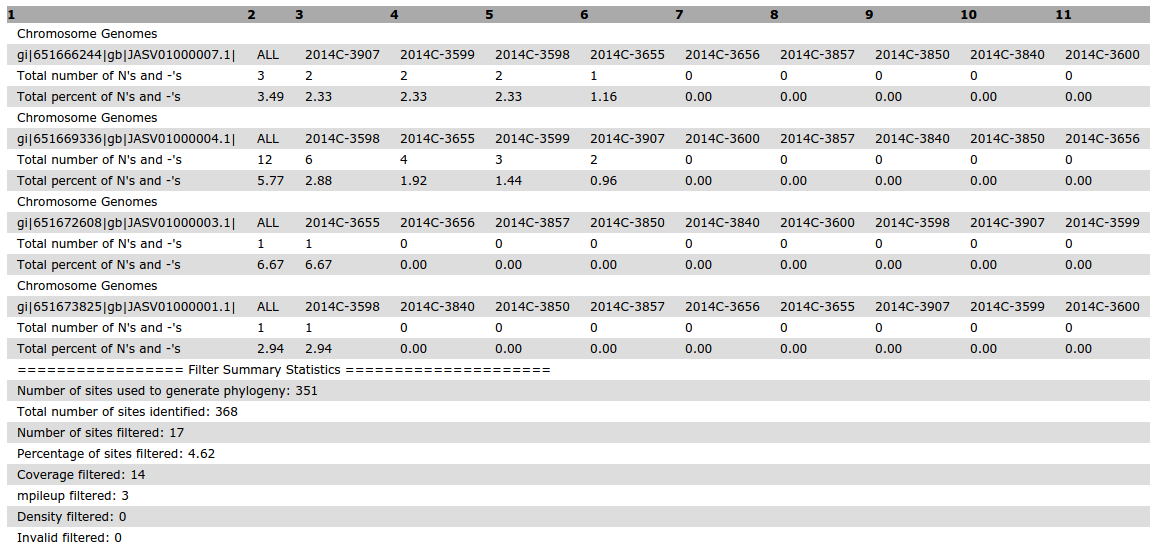 1 2 3 4 5 6 7 8 9 10 11
Chromosome Genomes
gi|651666244|gb|JASV01000007.1| ALL 2014C-3907 2014C-3599 2014C-3598 2014C-3655 2014C-3656 2014C-3857 2014C-3850 2014C-3840 2014C-3600
Total number of N's and -'s 3 2 2 2 1 0 0 0 0 0
Total percent of N's and -'s 3.49 2.33 2.33 2.33 1.16 0.00 0.00 0.00 0.00 0.00
Chromosome Genomes
gi|651669336|gb|JASV01000004.1| ALL 2014C-3598 2014C-3655 2014C-3599 2014C-3907 2014C-3600 2014C-3857 2014C-3840 2014C-3850 2014C-3656
Total number of N's and -'s 12 6 4 3 2 0 0 0 0 0
Total percent of N's and -'s 5.77 2.88 1.92 1.44 0.96 0.00 0.00 0.00 0.00 0.00
Chromosome Genomes
gi|651672608|gb|JASV01000003.1| ALL 2014C-3655 2014C-3656 2014C-3857 2014C-3850 2014C-3840 2014C-3600 2014C-3598 2014C-3907 2014C-3599
Total number of N's and -'s 1 1 0 0 0 0 0 0 0 0
Total percent of N's and -'s 6.67 6.67 0.00 0.00 0.00 0.00 0.00 0.00 0.00 0.00
Chromosome Genomes
gi|651673825|gb|JASV01000001.1| ALL 2014C-3598 2014C-3840 2014C-3850 2014C-3857 2014C-3656 2014C-3655 2014C-3907 2014C-3599 2014C-3600
Total number of N's and -'s 1 1 0 0 0 0 0 0 0 0
Total percent of N's and -'s 2.94 2.94 0.00 0.00 0.00 0.00 0.00 0.00 0.00 0.00
================= Filter Summary Statistics =====================
Number of sites used to generate phylogeny: 351
Total number of sites identified: 368
Number of sites filtered: 17
Percentage of sites filtered: 4.62
Coverage filtered: 14
mpileup filtered: 3
Density filtered: 0
Invalid filtered: 0